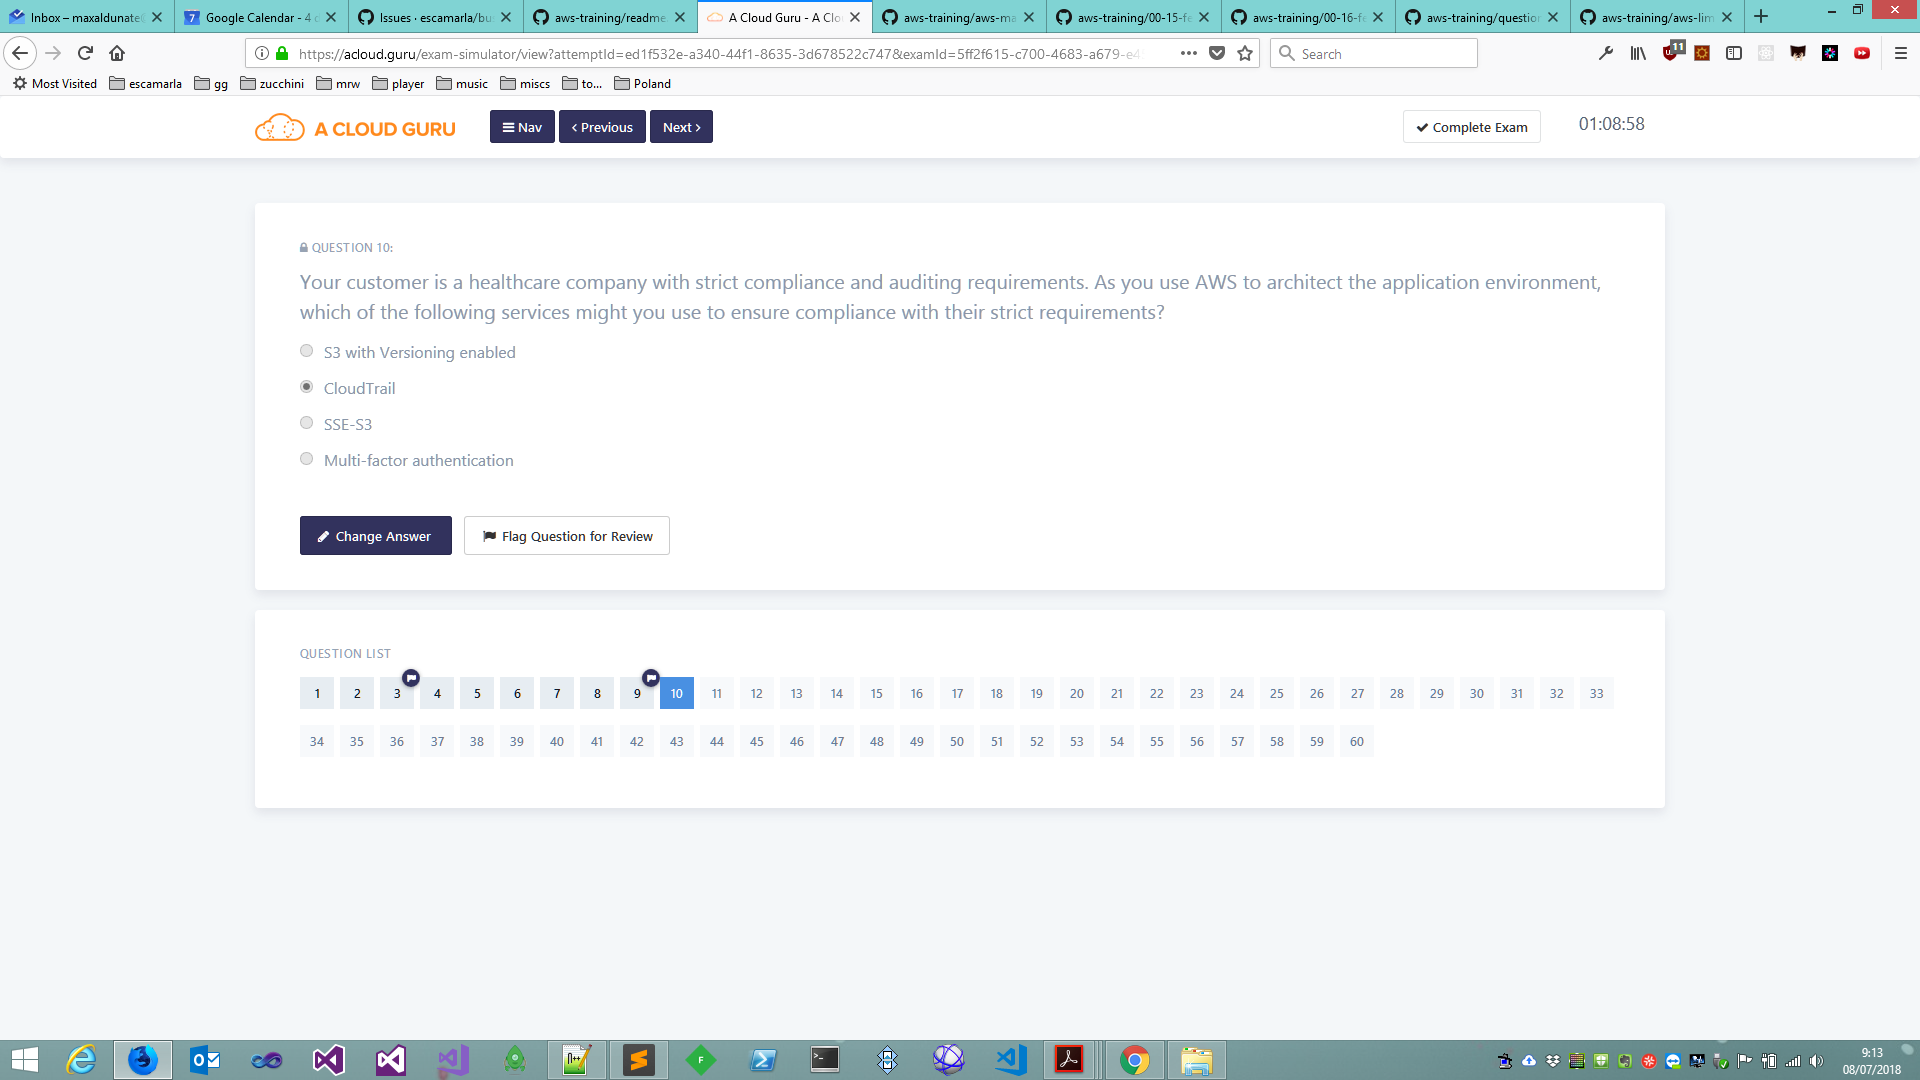 Inbox – maxaldunate
Google Calendar - 4
Issues · escamarla/bu
aws-training/readme.
A Cloud Guru - A Clo
aws-training/aws-ma
aws-training/00-15-fe
aws-training/00-16-fe
aws-training/question
aws-training/aws-lim
https://acloud.guru/exam-simulator/view?attemptId=ed1f532e-a340-44f1-8635-3d678522c747&examId=5ff2f615-c700-4683-a679-e4
Search
11
Most Visited escamarla gg zucchini mrw player music miscs to... Poland
A CLOUD GURU
Nav
Previous
Next
Complete Exam
01:08:58
QUESTION 10:
Your customer is a healthcare company with strict compliance and auditing requirements. As you use AWS to architect the application environment,
which of the following services might you use to ensure compliance with their strict requirements?
S3 with Versioning enabled
CloudTrail
SSE-S3
Multi-factor authentication
Change Answer
Flag Question for Review
QUESTION LIST
1 2 3 4 5 6 7 8 9 10 11 12 13 14 15 16 17 18 19 20 21 22 23 24 25 26 27 28 29 30 31 32 33
34 35 36 37 38 39 40 41 42 43 44 45 46 47 48 49 50 51 52 53 54 55 56 57 58 59 60
9:13
08/07/2018